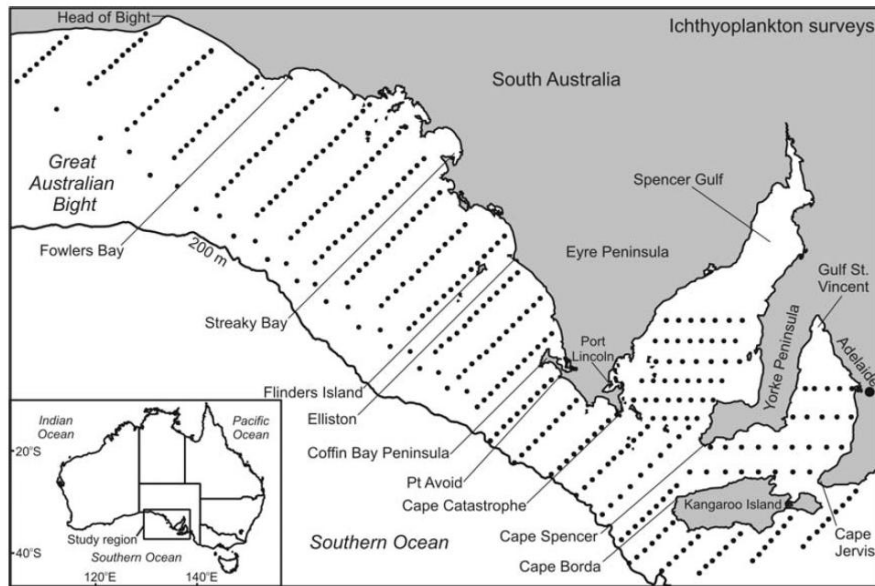 Head of Bight
Ichthyoplankton surveys
South Australia
Great
Australian
Bight
Spencer Gulf
Fowlers Bay
200 m
Eyre Peninsula
Gulf St.
Vincent
Streaky Bay
Port
Lincoln
Yorke Peninsula
Adelaide
Flinders Island
Elliston
Coffin Bay Peninsula
Pt Avoid
Cape Catastrophe
Kangaroo Island
Cape Spencer
Cape Borda
Cape
Jervis
Southern Ocean
Indian
Ocean
Pacific
Ocean
20°S
Study region
Southern Ocean
40°S
120°E
140°E